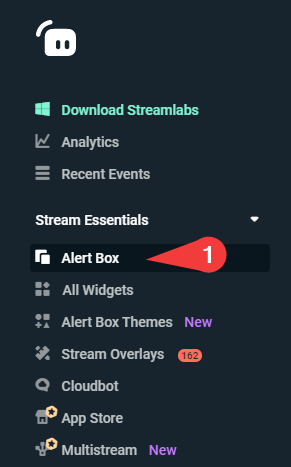 Download Streamlabs
Analytics
Recent Events
Stream Essentials
Alert Box 1
All Widgets
Alert Box Themes New
Stream Overlays 162
Cloudbot
App Store
Multistream New